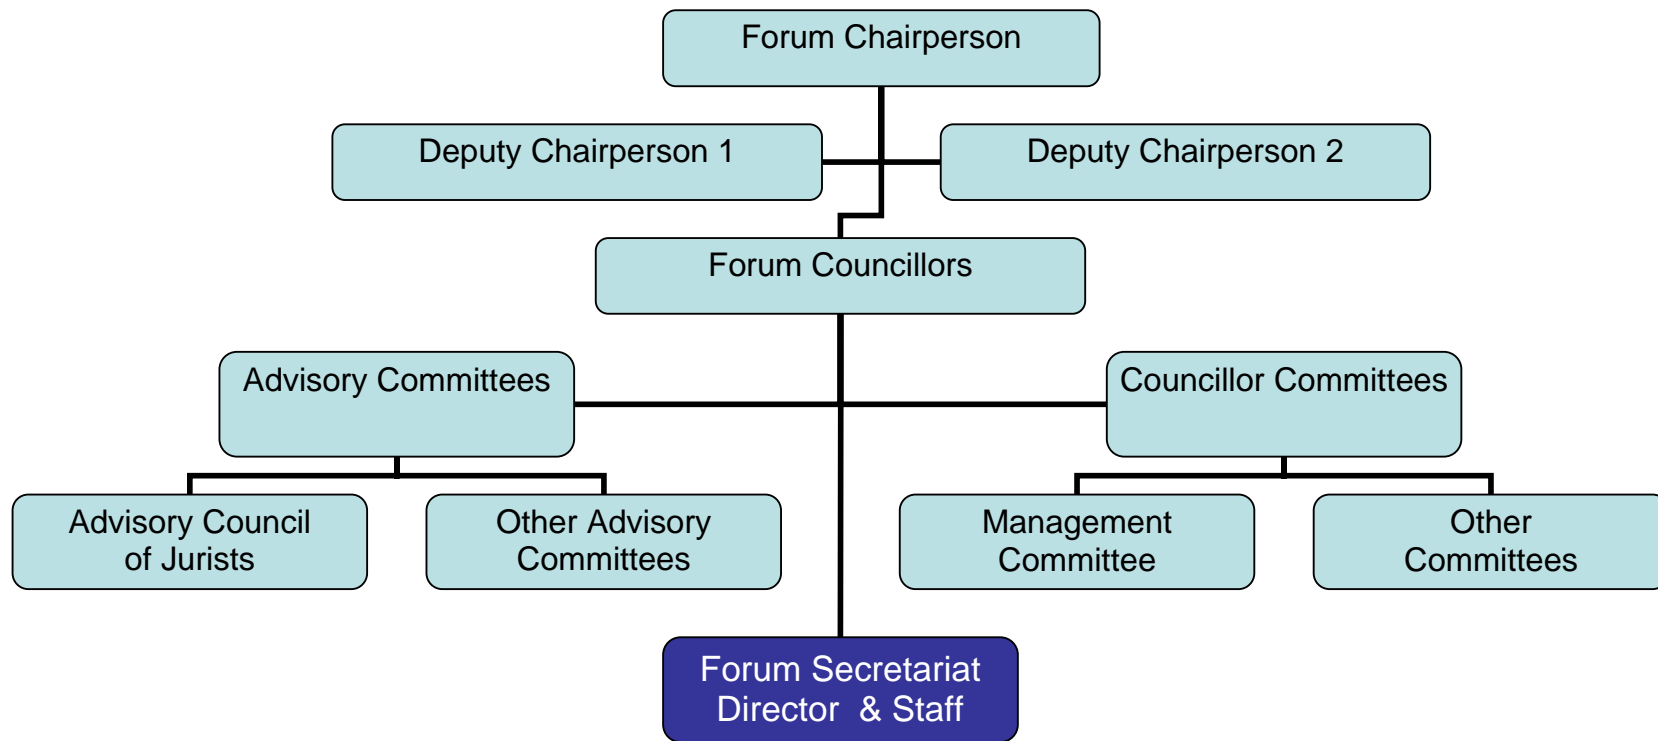 Forum Chairperson
Deputy Chairperson 1
Deputy Chairperson 2
Forum Councillors
Advisory Committees
Councillor Committees
Advisory Council
of Jurists
Other Advisory
Committees
Management
Committee
Other
Committees
Forum Secretariat
Director  & Staff